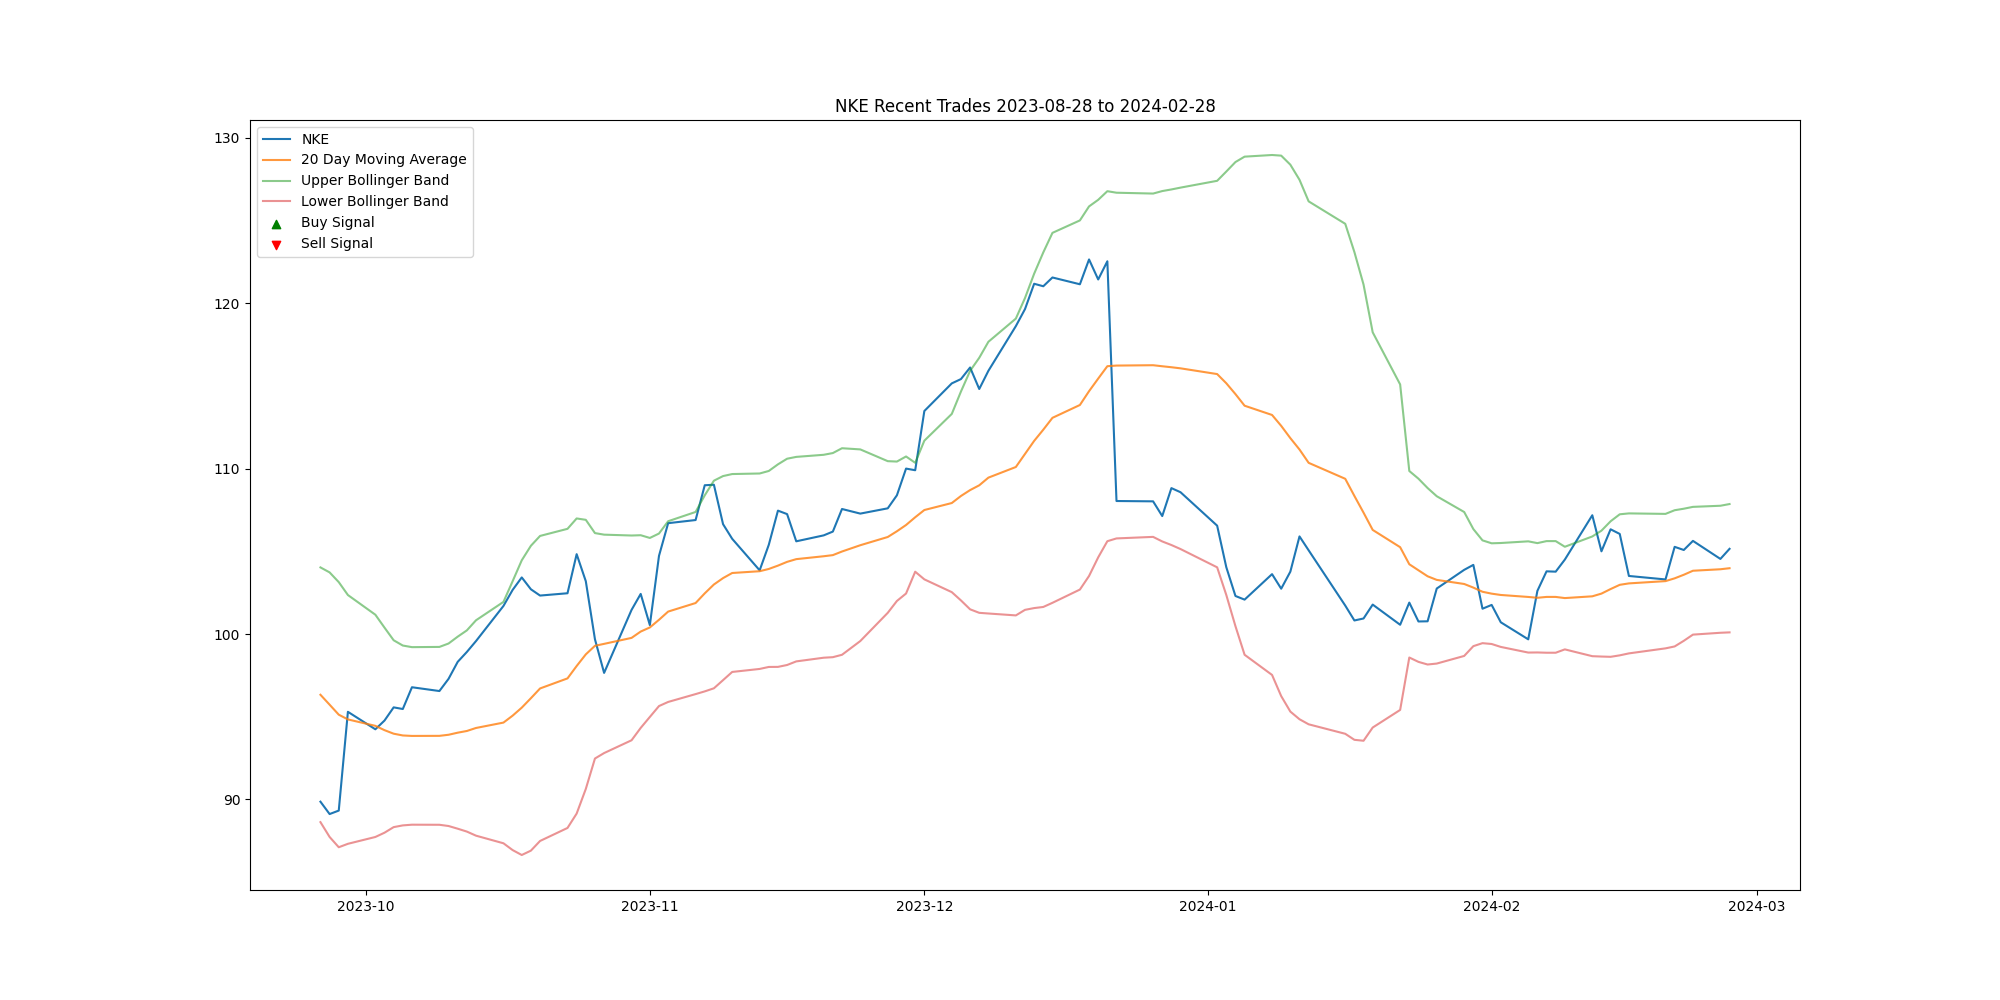 NKE Recent Trades 2023-08-28 to 2024-02-28
130
120
110
100
90
NKE
20 Day Moving Average
Upper Bollinger Band
Lower Bollinger Band
Buy Signal
Sell Signal
2023-10
2023-11
2023-12
2024-01
2024-02
2024-03